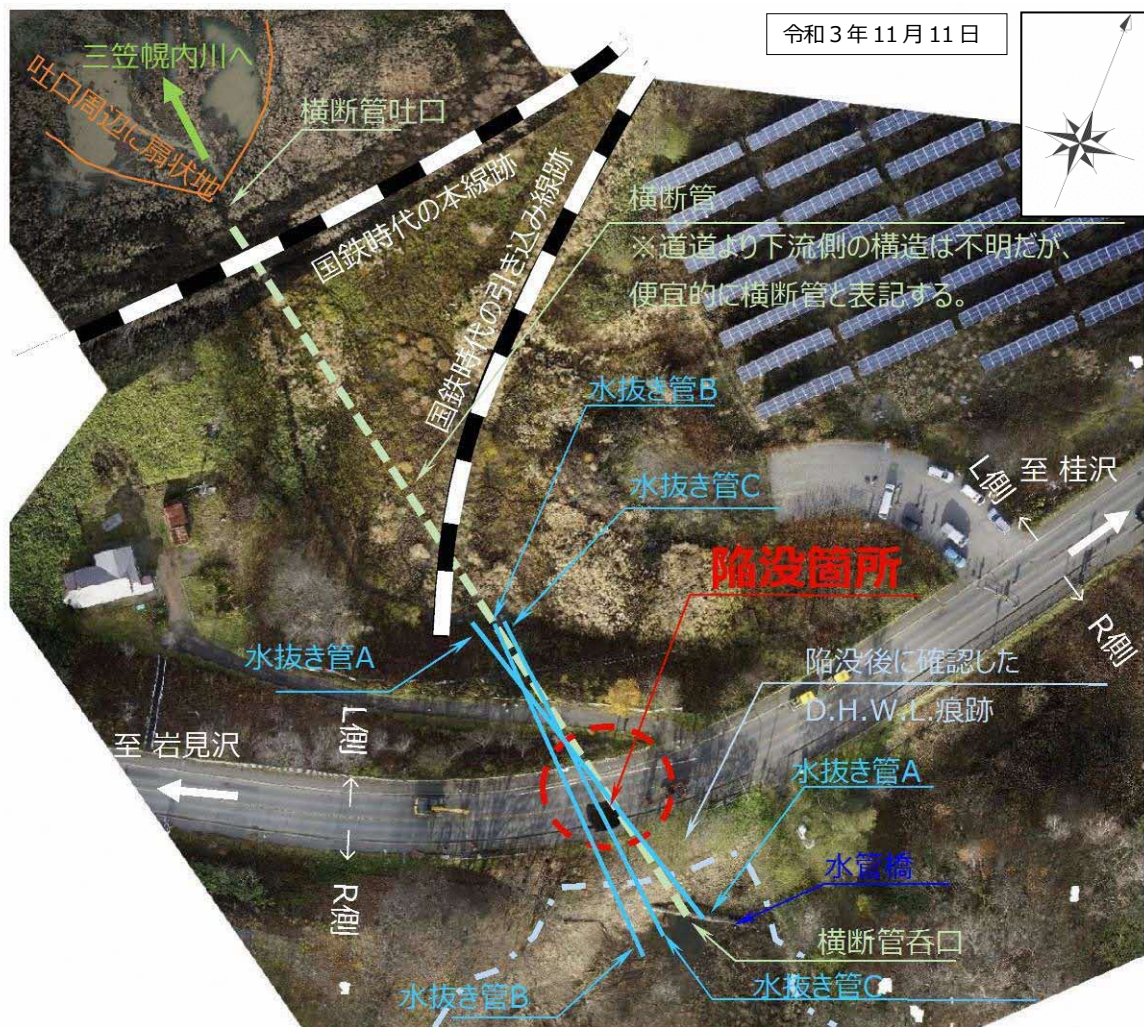 令和３年11月11日
三笠幌内川へ
吐口周辺に扇状地
横断管吐口
国鉄時代の本線跡
国鉄時代の引き込み線跡
横断管
※道道より下流側の構造は不明だが、
便宜的に横断管と表記する。
水抜き管B
水抜き管C
陥没箇所
L側
至 桂沢
R側
水抜き管A
陥没後に確認した
D.H.W.L.痕跡
至 岩見沢
L側
R側
水抜き管A
水管橋
横断管呑口
水抜き管B
水抜き管C